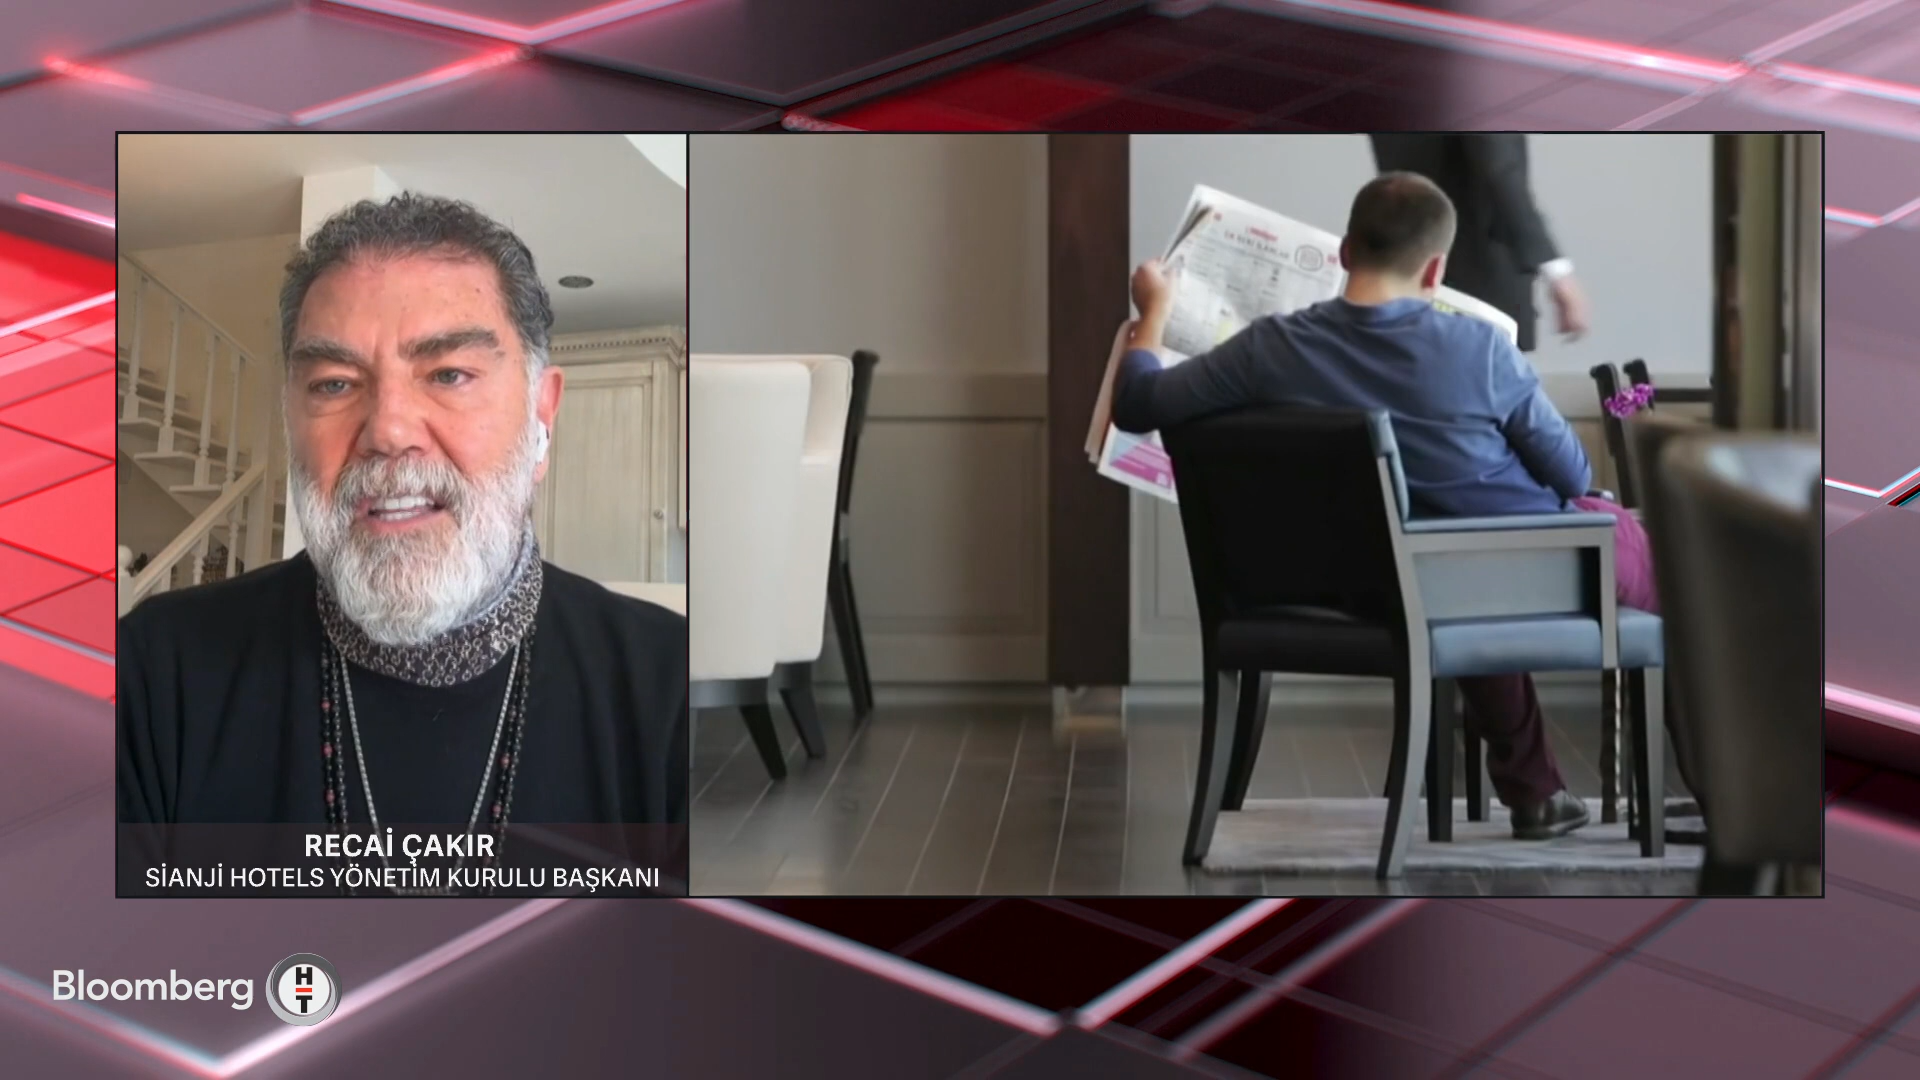 RECAİ ÇAKIR
SİANJİ HOTELS YÖNETİM KURULU BAŞKANI
Bloomberg HT